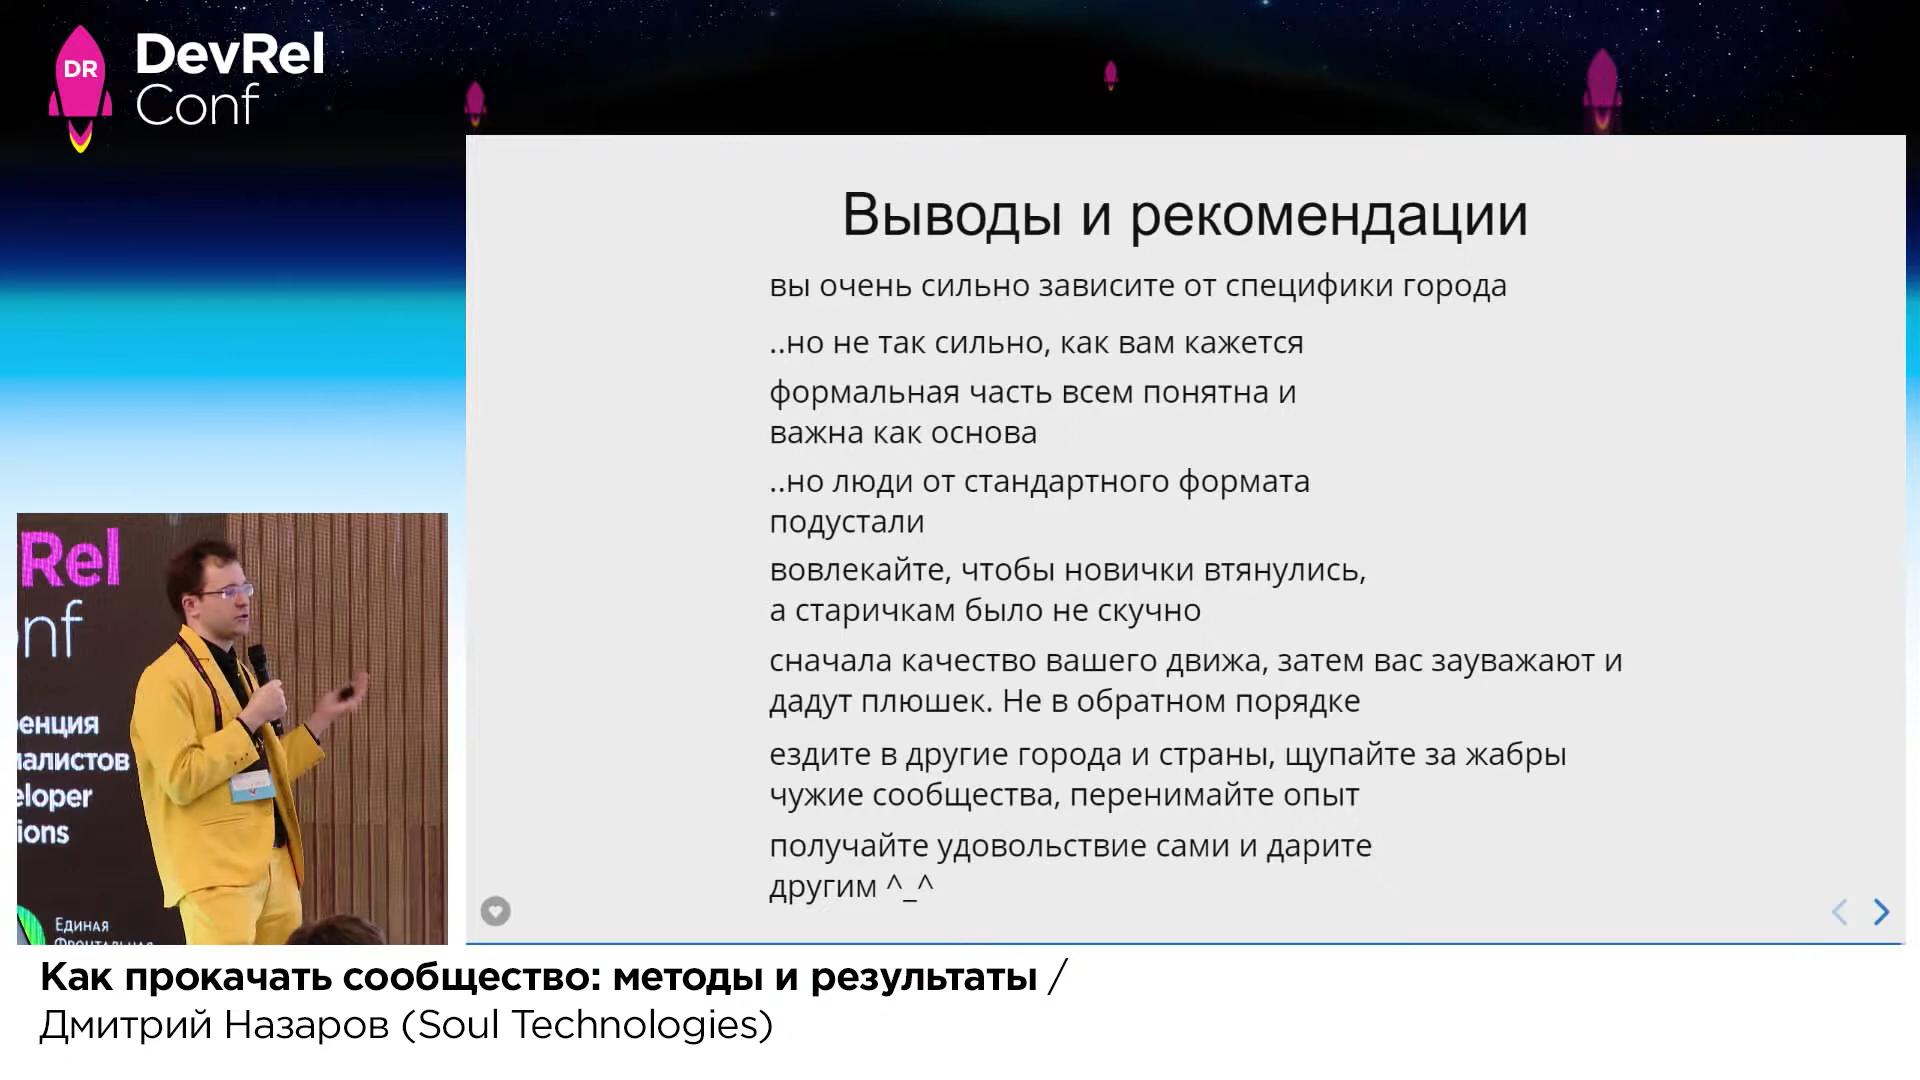 DR
DevRel
Conf
Выводы и рекомендации
вы очень сильно зависите от специфики города
..но не так сильно, как вам кажется
формальная часть всем понятна и
важна как основа
..но люди от стандартного формата
подустали
вовлекайте, чтобы новички втянулись,
а старичкам было не скучно
сначала качество вашего движа, затем вас зауважают и
дадут плюшек. Не в обратном порядке
ездите в другие города и страны, щупайте за жабры
чужие сообщества, перенимайте опыт
получайте удовольствие сами и дарите
другим ^_^
Rel
nf
енция
иалистов
eloper
ions
Единая
Фронтальная
Как прокачать сообщество: методы и результаты /
Дмитрий Назаров (Soul Technologies)